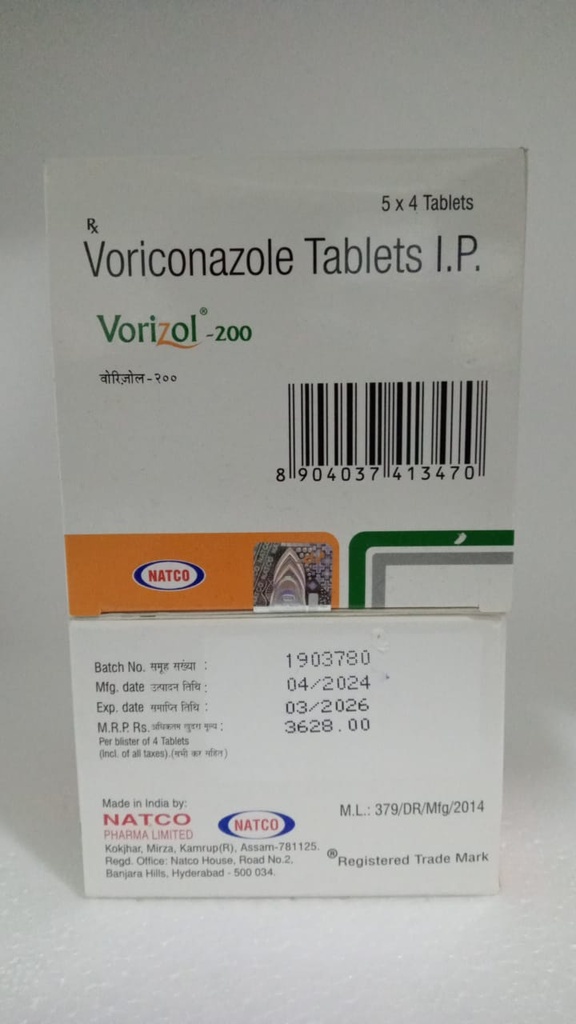 5 x 4 Tablets
Rx
Voriconazole Tablets I.P.
Vorizol®-200
वोरिज़ोल-२००
8 904037 413470
NATCO
Batch No. समूह संख्या : 1903780
Mfg. date उत्पादन तिथि : 04/2024
Exp. date समाप्ति तिथि : 03/2026
M.R.P. Rs. अधिकतम खुदरा मूल्य : 3628.00
Per blister of 4 Tablets
(incl. of all taxes).(सभी कर सहित)
Made in India by:
NATCO
PHARMA LIMITED
NATCO
Kokjhar, Mirza, Kamrup(R), Assam-781125.
Regd. Office: Natco House, Road No.2,
Banjara Hills, Hyderabad - 500 034.
M.L.: 379/DR/Mfg/2014
®Registered Trade Mark